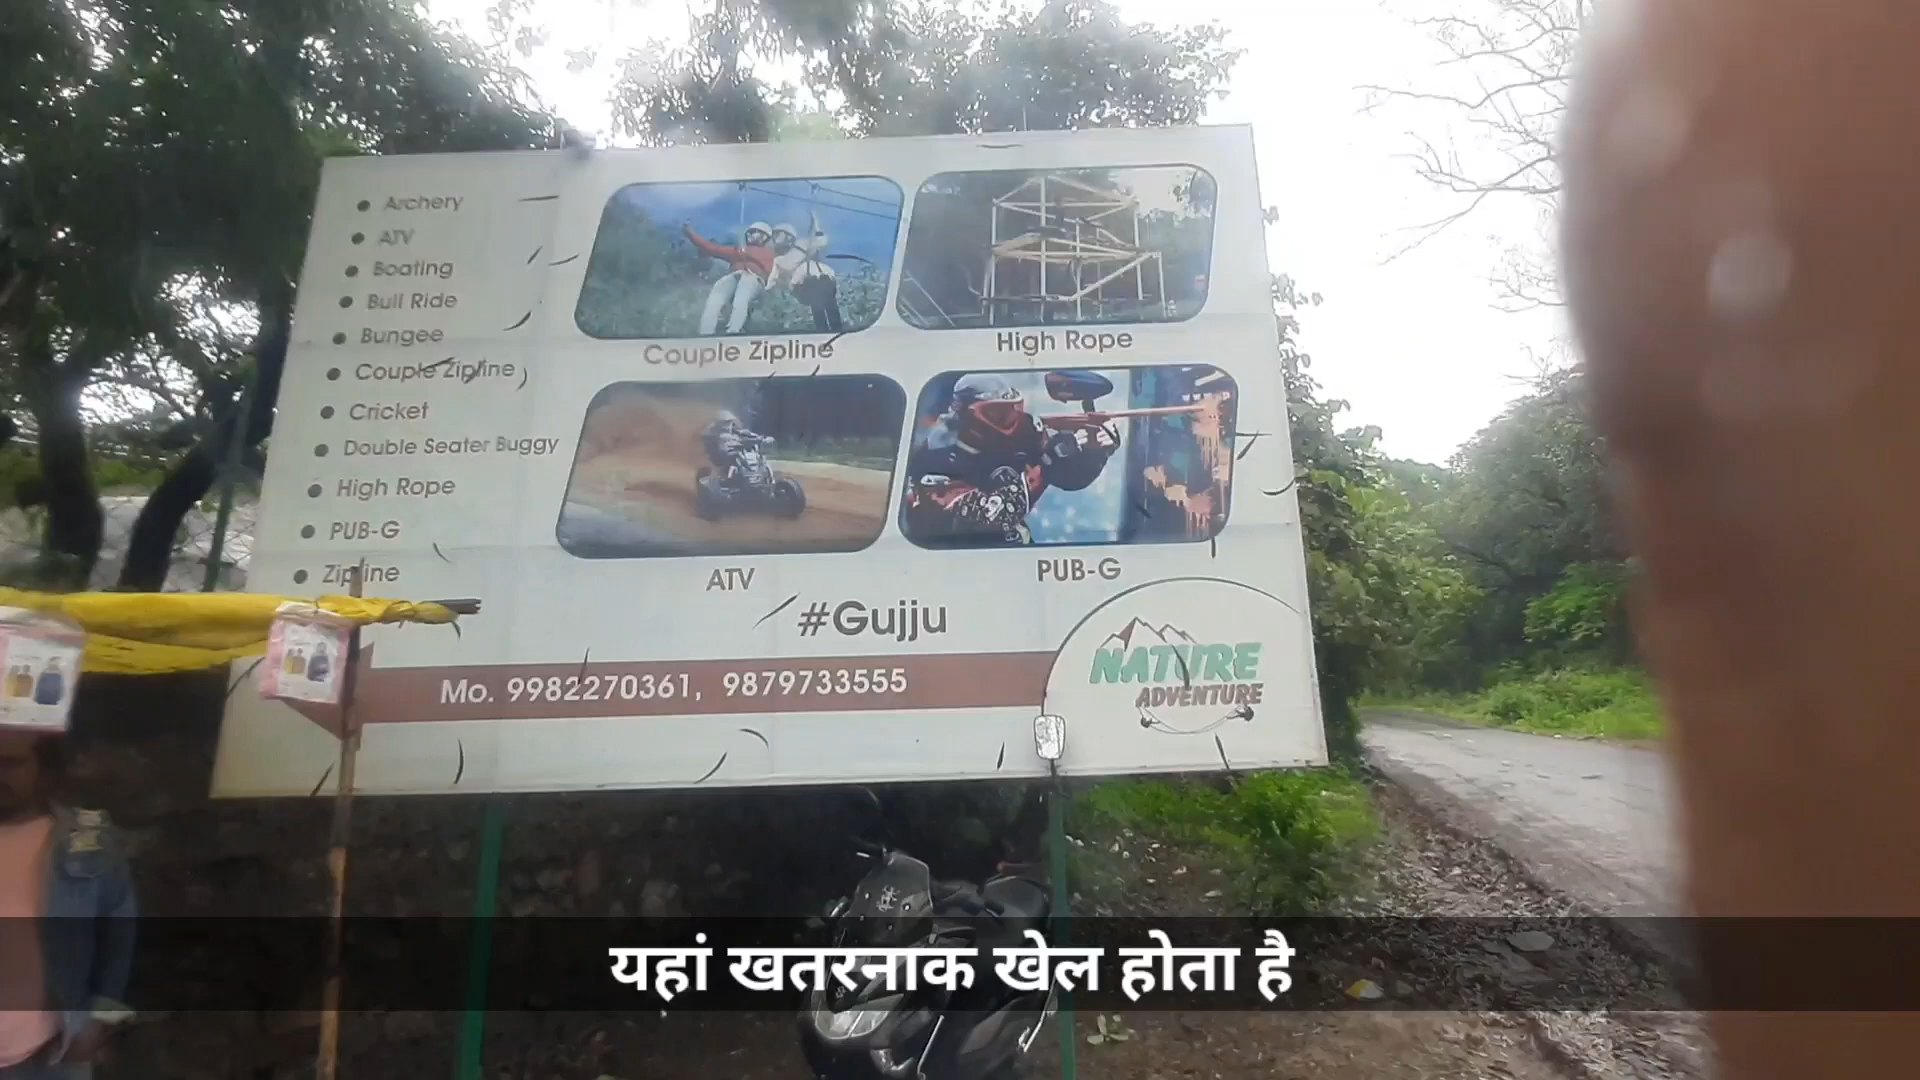 Archery
ATV
Boating
Bull Ride
Bungee
Couple Zipline
Cricket
Double Seater Buggy
High Rope
PUB-G
Zipline
Couple Zipline
High Rope
ATV
PUB-G
#Gujju
Mo. 9982270361, 9879733555
NATURE
ADVENTURE
यहां खतरनाक खेल होता है